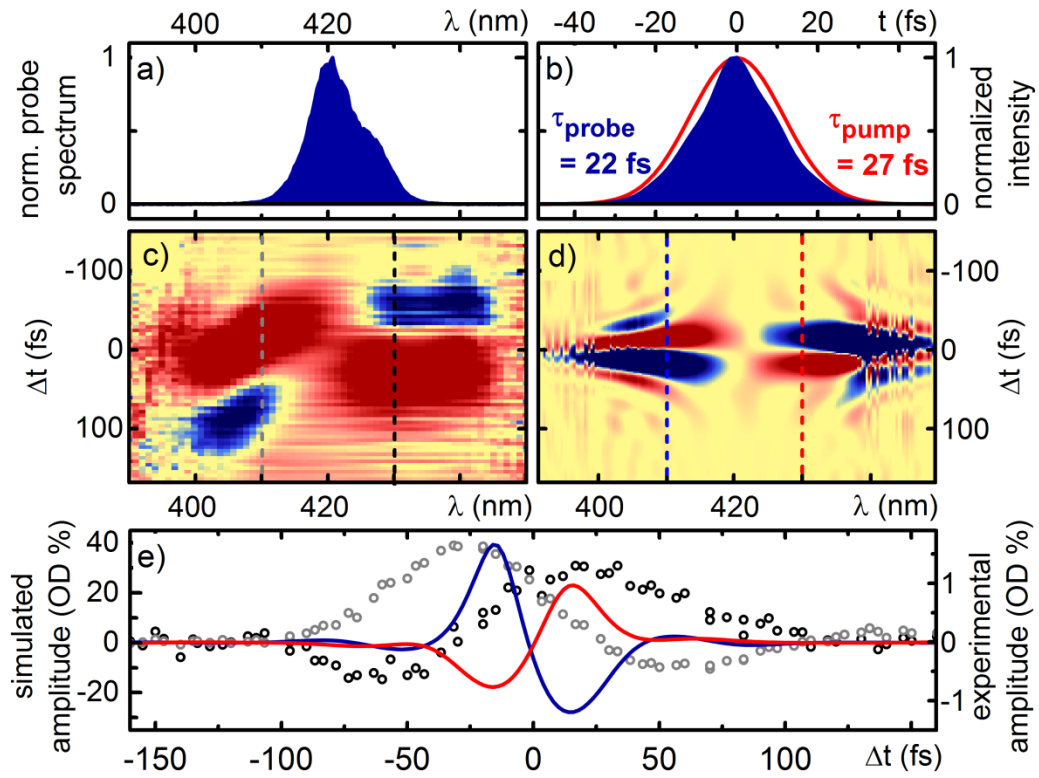 400 420 λ (nm)
-40 -20 0 20 t (fs)
a)
norm. probe
spectrum
1
0
b)
τprobe
= 22 fs
τpump
= 27 fs
1
0
normalized
intensity
c)
Δt (fs)
-100
0
100
400 420 λ (nm)
d)
-100
0
100
Δt (fs)
400 420 λ (nm)
e)
simulated
amplitude (OD %)
40
20
0
-20
1
0
-1
experimental
amplitude (OD %)
-150 -100 -50 0 50 100 Δt (fs)